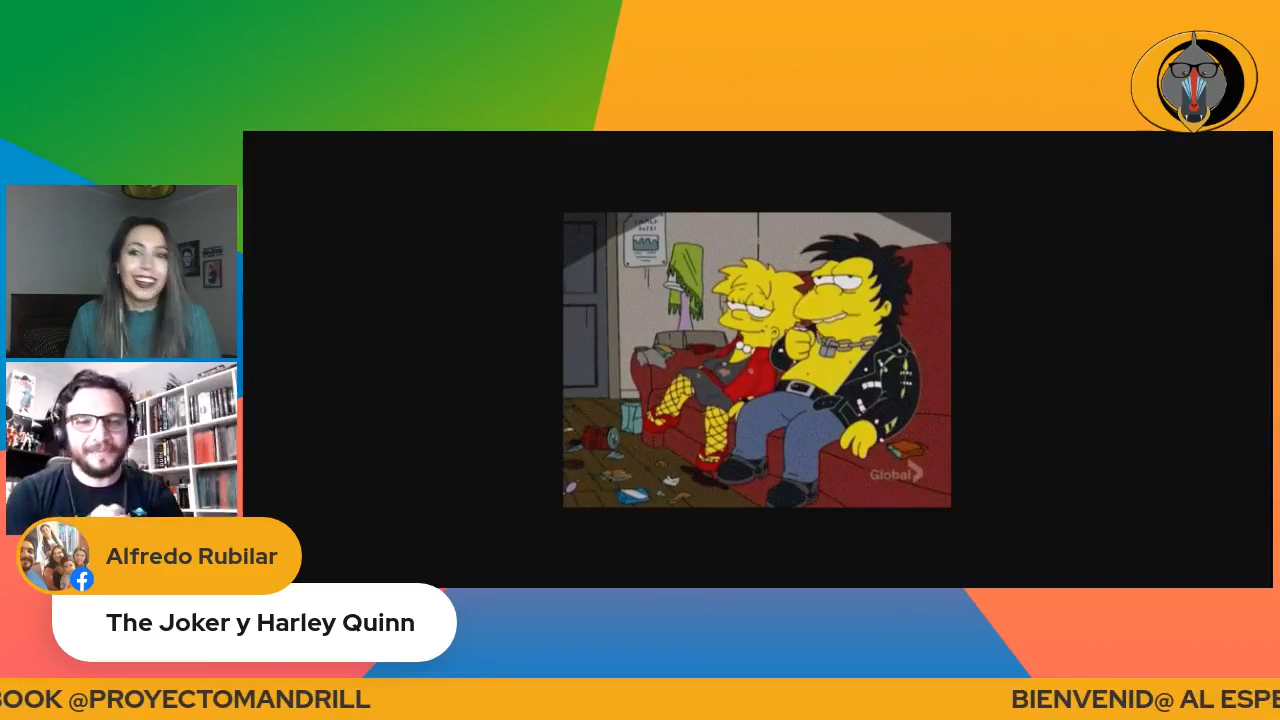 Global
Alfredo Rubilar
The Joker y Harley Quinn
BOOK @PROYECTOMANDRILL
BIENVENID@ AL ESPE